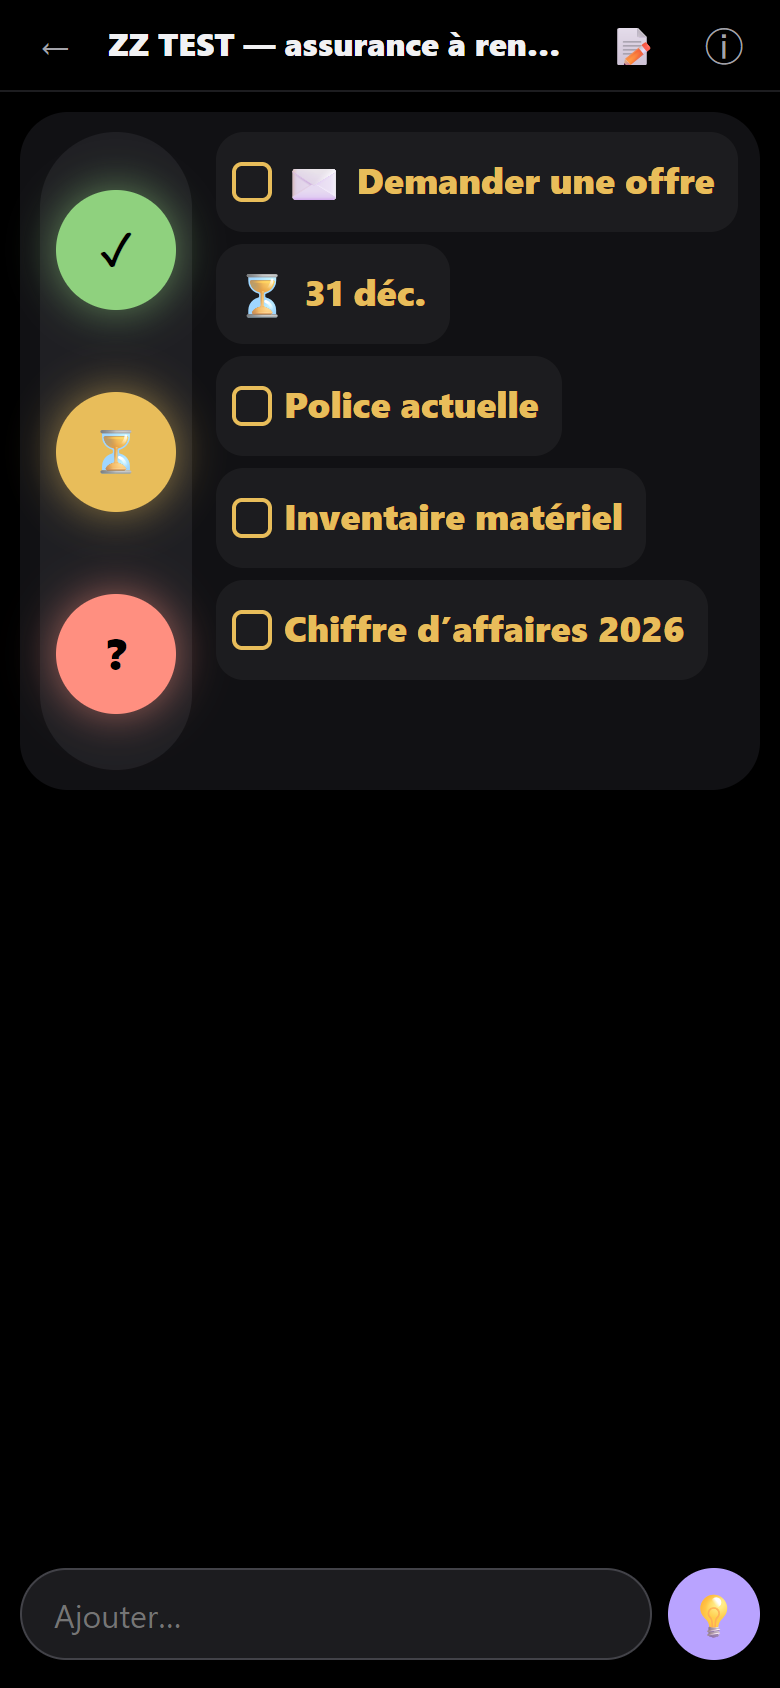 ← ZZ TEST — assurance à ren... 📝 ⓘ
✓
⏳
?
✉️ Demander une offre
⏳ 31 déc.
Police actuelle
Inventaire matériel
Chiffre d’affaires 2026
Ajouter... 💡